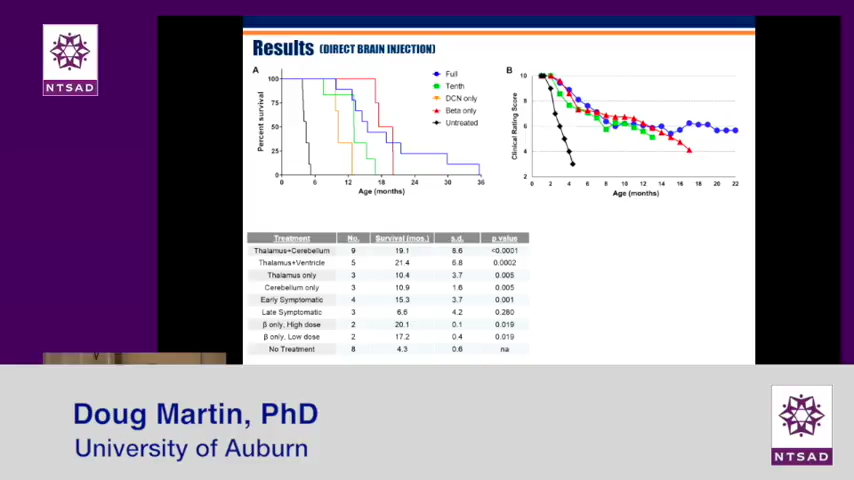 NTSAD
Results (DIRECT BRAIN INJECTION)
A
Percent survival
100
75
50
25
0
0 6 12 18 24 30 36
Age (months)
Full
Tenth
DCN only
Beta only
Untreated
B
Clinical Rating Score
10
8
6
4
2
0 2 4 6 8 10 12 14 16 18 20 22
Age (months)
Treatment No. Survival (mos.) s.d. p value
Thalamus+Cerebellum 9 19.1 8.6 <0.0001
Thalamus+Ventricle 5 21.4 6.8 0.0002
Thalamus only 3 10.4 3.7 0.005
Cerebellum only 3 10.9 1.6 0.005
Early Symptomatic 4 15.3 3.7 0.001
Late Symptomatic 3 6.6 4.2 0.280
β only, High dose 2 20.1 0.1 0.019
β only, Low dose 2 17.2 0.4 0.019
No Treatment 8 4.3 0.6 na
Doug Martin, PhD
University of Auburn
NTSAD